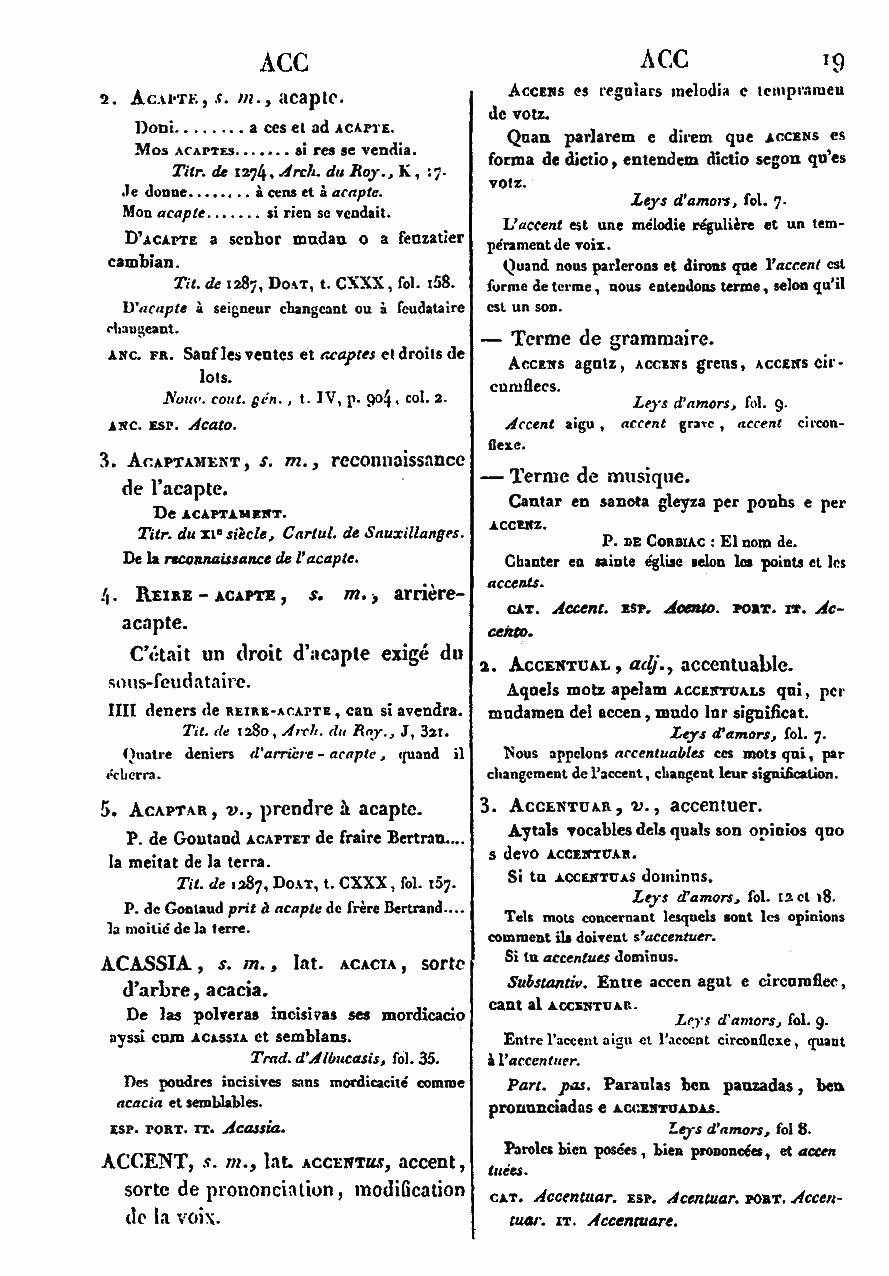 ACC
ACC 19
2. Acapte, s. m., acapte.
Doni........ a ces et ad acapte.
Mos acaptes....... si res se vendia.
Titr. de 1274, Arch. du Roy., K, 17.
Je donne........ à cens et à acapte.
Mon acapte....... si rien se vendait.
D'acapte a senhor mudan o a feuzatier
cambian.
Tit. de 1287, Doat, t. CXXX, fol. 158.
D'acapte à seigneur changeant ou à feudataire
changeant.
anc. fr. Sauf les ventes et acaptes et droits de
lots.
Nouv. cout. gén., t. IV, p. 904, col. 2.
anc. esp. Acato.
3. Acaptament, s. m., reconnaissance
de l'acapte.
De acaptament.
Titr. du XIe siècle, Cartul. de Sauxillanges.
De la reconnaissance de l'acapte.
4. Reire-acapte, s. m., arrière-
acapte.
C'était un droit d'acapte exigé du
sous-feudataire.
IIII deners de reire-acapte, can si avendra.
Tit. de 1280, Arch. du Roy., J, 321.
Quatre deniers d'arrière-acapte, quand il
écherra.
5. Acaptar, v., prendre à acapte.
P. de Gontaud acaptet de fraire Bertran....
la meitat de la terra.
Tit. de 1287, Doat, t. CXXX, fol. 157.
P. de Gontaud prit à acapte de frère Bertrand....
la moitié de la terre.
ACASSIA, s. m., lat. acacia, sorte
d'arbre, acacia.
De las polveras incisivas ses mordicacio
ayssi cum acassia et semblans.
Trad. d'Albucasis, fol. 35.
Des poudres incisives sans mordicacité comme
acacia et semblables.
esp. port. it. Acassia.
ACCENT, s. m., lat. accentus, accent,
sorte de prononciation, modification
de la voix.
Accens es regulars melodia e tempramen
de votz.
Quan parlarem e direm que accens es
forma de dictio, entendem dictio segon qu'es
votz.
Leys d'amors, fol. 7.
L'accent est une mélodie régulière et un tem-
pérament de voix.
Quand nous parlerons et dirons que l'accent est
forme de terme, nous entendons terme, selon qu'il
est un son.
— Terme de grammaire.
Accens agutz, accens greus, accens cir-
cumflecs.
Leys d'amors, fol. 9.
Accent aigu, accent grave, accent circon-
flexe.
— Terme de musique.
Cantar en sanota gleyza per ponhs e per
accenz.
P. de Corbiac : El nom de.
Chanter en sainte église selon les points et les
accents.
cat. Accent. esp. Acento. port. it. Ac-
cento.
2. Accentual, adj., accentuable.
Aquels motz apelam accentuals qui, per
mudamen del accen, mudo lur significat.
Leys d'amors, fol. 7.
Nous appelons accentuables ces mots qui, par
changement de l'accent, changent leur signification.
3. Accentuar, v., accentuer.
Aytals vocables dels quals son opinios quo
s devo accentuar.
Si tu accentuas dominus.
Leys d'amors, fol. 12 et 18.
Tels mots concernant lesquels sont les opinions
comment ils doivent s'accentuer.
Si tu accentues dominus.
Substantiv. Entre accen agut e circumflec,
cant al accentuar.
Leys d'amors, fol. 9.
Entre l'accent aigu et l'accent circonflexe, quant
à l'accentuer.
Part. pas. Paraulas ben pauzadas, ben
pronunciadas e accentuadas.
Leys d'amors, fol 8.
Paroles bien posées, bien prononcées, et accen
tuées.
cat. Accentuar. esp. Acentuar. port. Accen-
tuar. it. Accentuare.